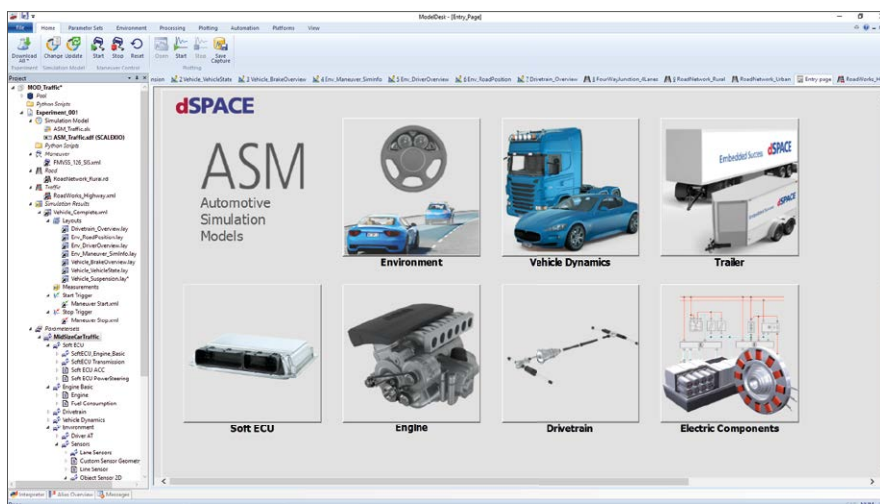 ModelDesk - [Entry_Page]
File Home Parameter Sets Environment Processing Plotting Automation Platforms View
Download All Change Update Start Stop Reset Open Start Stop Save Capture
Experiment Simulation Model Maneuver Control Plotting
Project
2 Vehicle_VehicleState 3 Vehicle_BrakeOverview 4 Env_Maneuver_SimInfo 5 Env_DriverOverview 6 Env_RoadPosition 7 Drivetrain_Overview FourWayJunction_4Lanes RoadNetwork_Rural RoadNetwork_Urban Entry page
MOD_Traffic*
Pool
Python Scripts
Experiment_001
Simulation Model
ASM_Traffic.sdf (SCALEXIO)
Python Scripts
Maneuver
FMVSS_126_SIS.xml
Road
RoadNetwork_Rural.rd
Traffic
RoadWorks_Highway.xml
Simulation Results
Vehicle_Complete.xml
Layouts
Drivetrain_Overview.lay
Env_RoadPosition.lay
Env_DriverOverview.lay
Env_Maneuver_SimInfo.lay
Vehicle_BrakeOverview.lay
Vehicle_VehicleState.lay
Vehicle_Suspension.lay*
Measurements
Start Trigger
Maneuver Start.xml
Stop Trigger
Maneuver Stop.xml
Parametersets
MidSizeCarTraffic
Soft ECU
SoftECU_Engine_Basic
SoftECU Transmission
Soft ECU ACC
Soft ECU PowerSteering
Engine Basic
Engine
Fuel Consumption
Drivetrain
Vehicle Dynamics
Environment
Driver AT
Sensors
Lane Sensors
Custom Sensor Geometr
Line Sensor
Object Sensor 2D
Interpreter Alias Overview Messages
dSPACE
ASM
Automotive
Simulation
Models
Embedded Success dSPACE
Environment
Vehicle Dynamics
Trailer
Soft ECU
Engine
Drivetrain
Electric Components